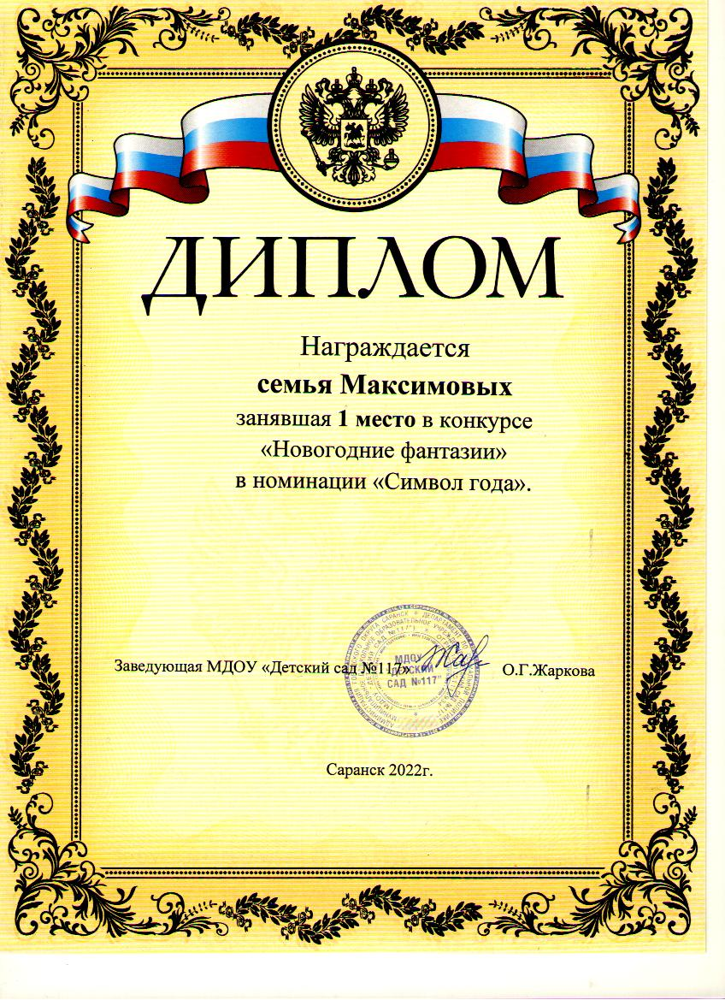 ДИПЛОМ
Награждается
семья Максимовых
занявшая 1 место в конкурсе
«Новогодние фантазии»
в номинации «Символ года».
Заведующая МДОУ «Детский сад №117»
МДОУ
"ДЕТСКИЙ
САД №117"
О.Г.Жаркова
Саранск 2022г.